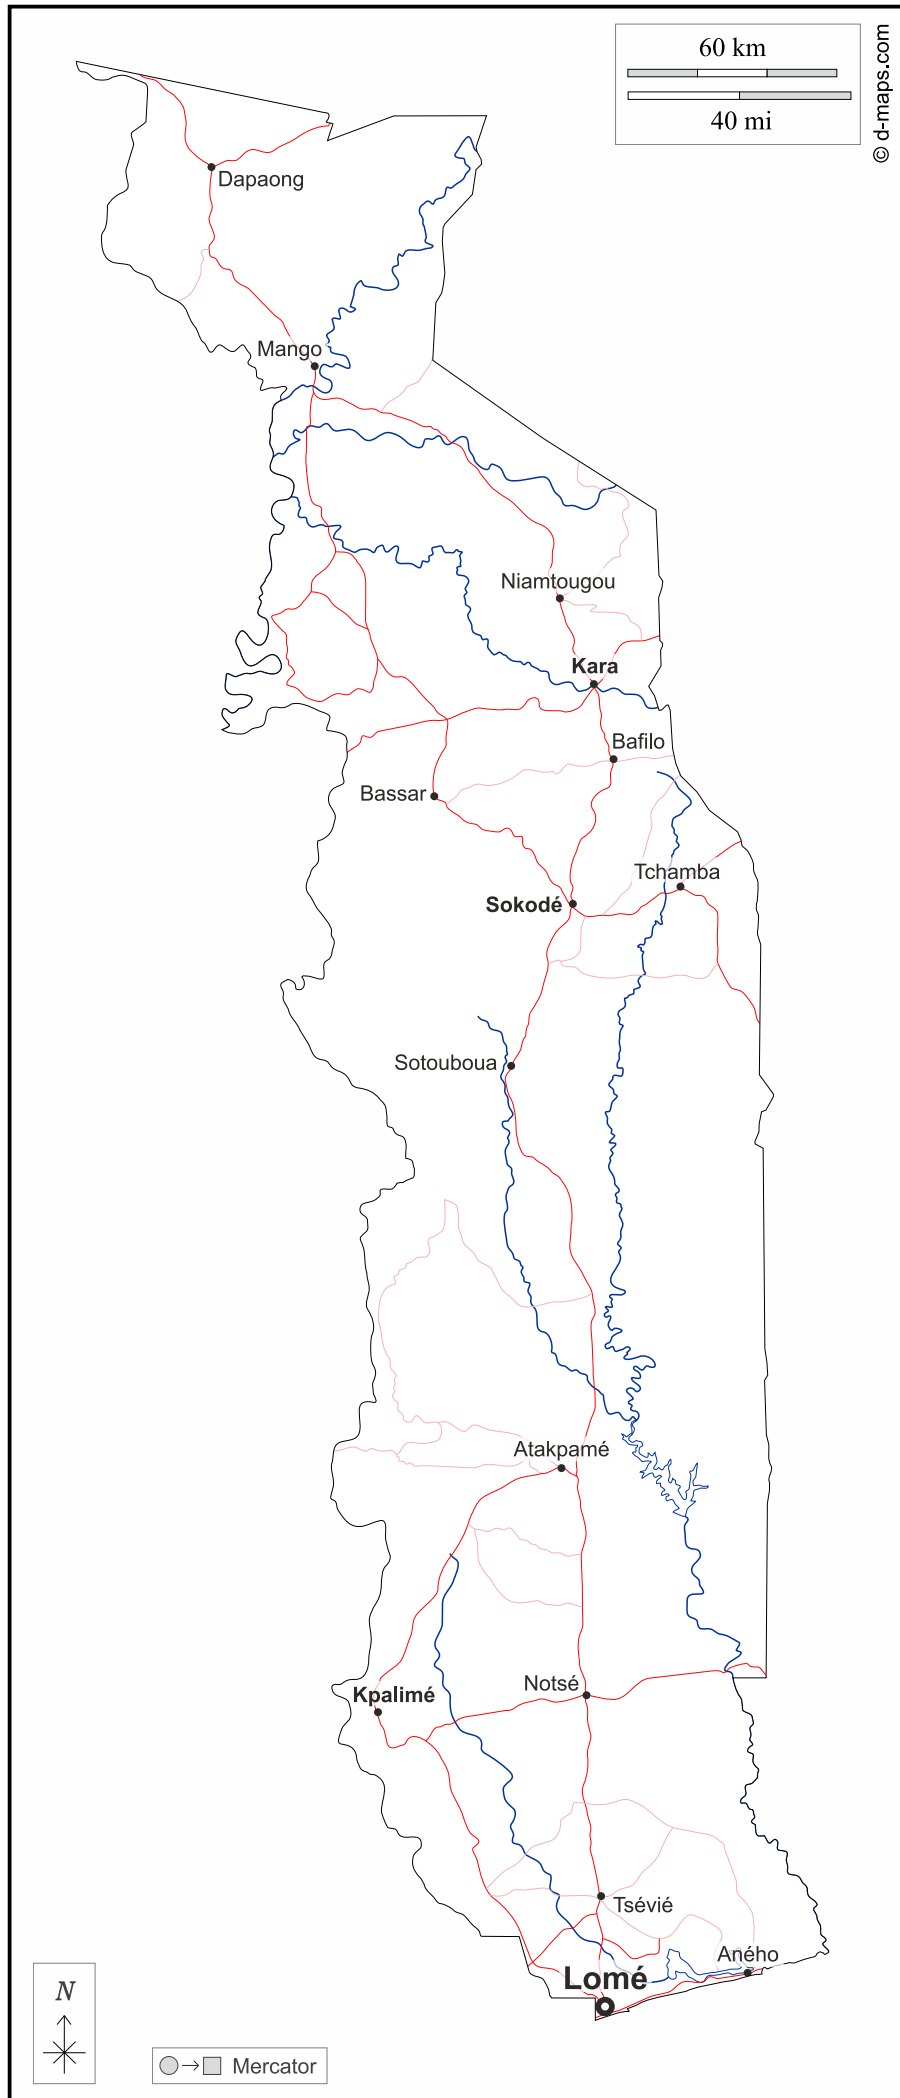 60 km
40 mi
© d-maps.com
Dapaong
Mango
Niamtougou
Kara
Bafilo
Bassar
Tchamba
Sokodé
Sotouboua
Atakpamé
Notsé
Kpalimé
Tsévié
Aného
Lomé
N
Mercator